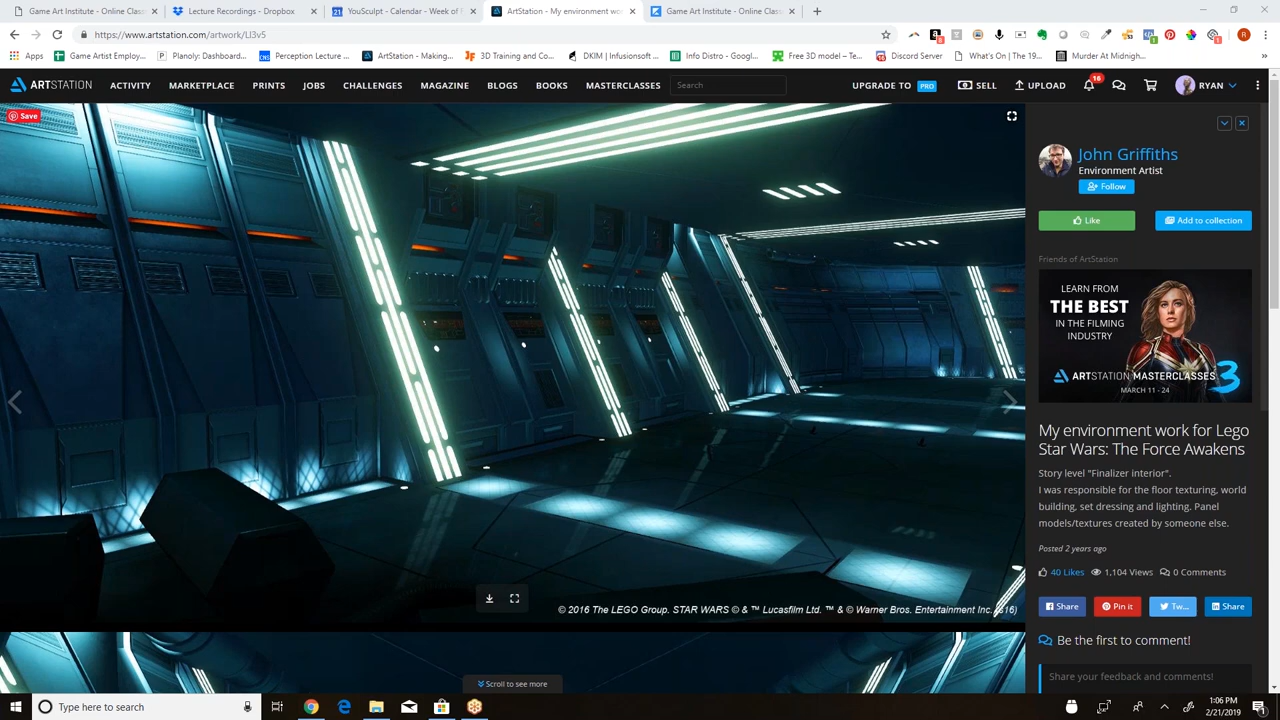 Game Art Institute - Online Class
Lecture Recordings - Dropbox
21
YouSculpt - Calendar - Week of F
ArtStation - My environment wo
Game Art Institute - Online Class
https://www.artstation.com/artwork/LI3v5
Apps
Game Artist Employ...
Planoly: Dashboard...
CNS
Perception Lecture ...
ArtStation - Making...
3D Training and Co...
DKIM | Infusionsoft ...
Info Distro - Googl...
Free 3D model – Te...
Discord Server
What's On | The 19...
Murder At Midnigh...
ARTSTATION
ACTIVITY
MARKETPLACE
PRINTS
JOBS
CHALLENGES
MAGAZINE
BLOGS
BOOKS
MASTERCLASSES
Search
UPGRADE TO PRO
SELL
UPLOAD
16
RYAN
Save
John Griffiths
Environment Artist
Follow
Like
Add to collection
Friends of ArtStation
LEARN FROM
THE BEST
IN THE FILMING
INDUSTRY
ARTSTATION MASTERCLASSES 3
MARCH 11 - 24
My environment work for Lego
Star Wars: The Force Awakens
Story level "Finalizer interior".
I was responsible for the floor texturing, world
building, set dressing and lighting. Panel
models/textures created by someone else.
Posted 2 years ago
40 Likes
1,104 Views
0 Comments
Share
Pin it
Tw...
Share
Be the first to comment!
Share your feedback and comments!
© 2016 The LEGO Group. STAR WARS © & ™ Lucasfilm Ltd. ™ & © Warner Bros. Entertainment Inc.
Scroll to see more
Type here to search
1:06 PM
2/21/2019